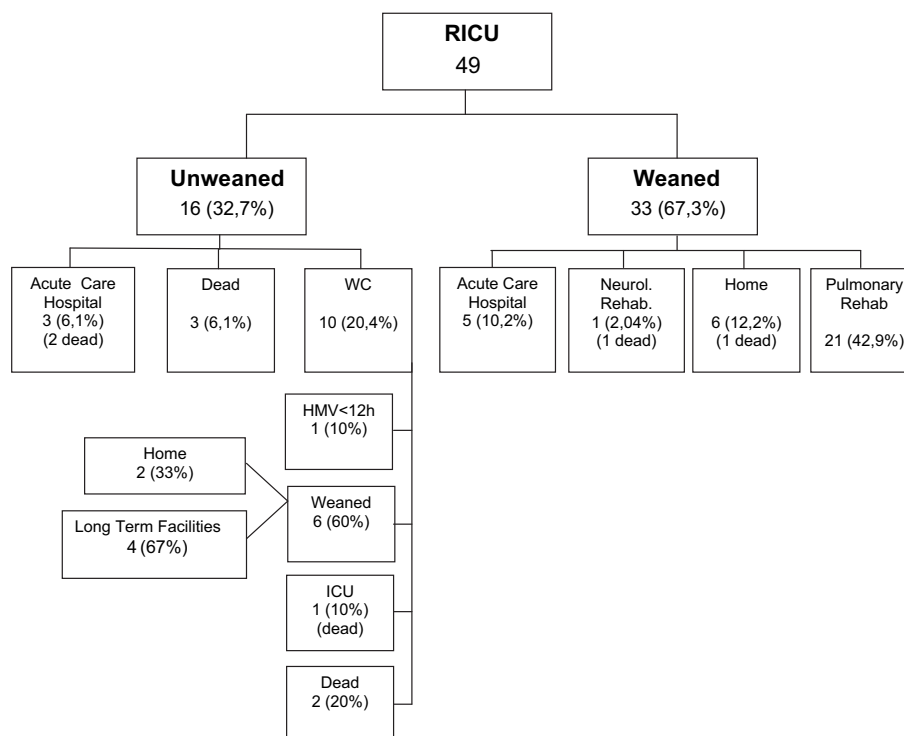 RICU
49
Unweaned
16 (32,7%)
Weaned
33 (67,3%)
Acute Care
Hospital
3 (6,1%)
(2 dead)
Dead
3 (6,1%)
WC
10 (20,4%)
Acute Care
Hospital
5 (10,2%)
Neurol.
Rehab.
1 (2,04%)
(1 dead)
Home
6 (12,2%)
(1 dead)
Pulmonary
Rehab
21 (42,9%)
HMV<12h
1 (10%)
Home
2 (33%)
Weaned
6 (60%)
Long Term Facilities
4 (67%)
ICU
1 (10%)
(dead)
Dead
2 (20%)